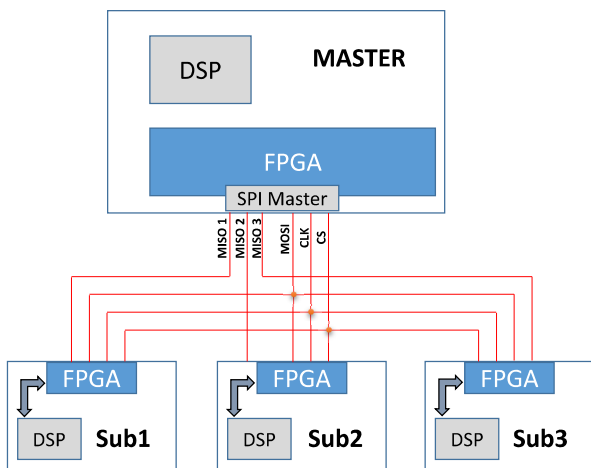 DSP
MASTER
FPGA
SPI Master
MISO 1
MISO 2
MISO 3
MOSI
CLK
CS
FPGA
DSP
Sub1
FPGA
DSP
Sub2
FPGA
DSP
Sub3